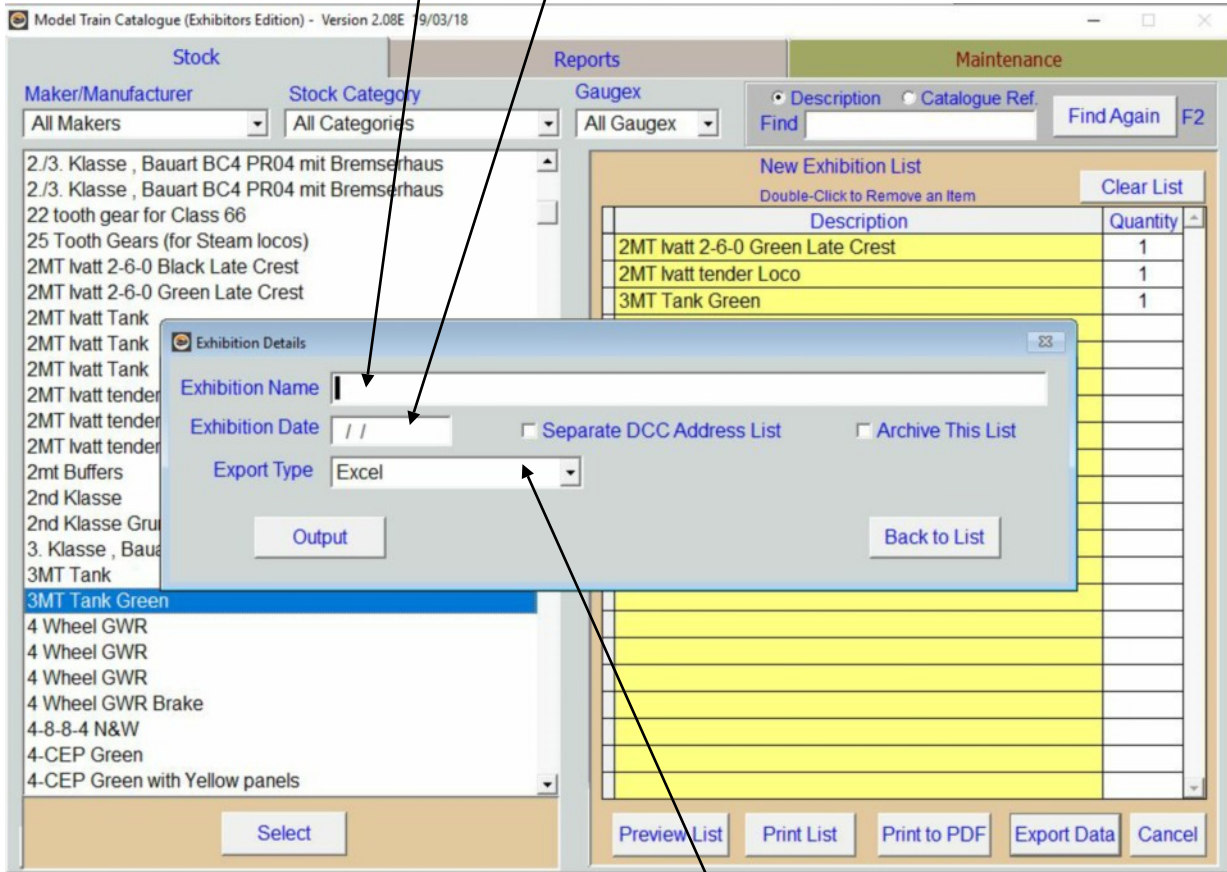 Model Train Catalogue (Exhibitors Edition) - Version 2.08E 19/03/18
Stock
Reports
Maintenance
Maker/Manufacturer
Stock Category
Gaugex
All Makers
All Categories
All Gaugex
Description
Catalogue Ref.
Find
Find Again
F2
2./3. Klasse , Bauart BC4 PR04 mit Bremserhaus
2./3. Klasse , Bauart BC4 PR04 mit Bremserhaus
22 tooth gear for Class 66
25 Tooth Gears (for Steam locos)
2MT Ivatt 2-6-0 Black Late Crest
2MT Ivatt 2-6-0 Green Late Crest
2MT Ivatt Tank
2MT Ivatt Tank
2MT Ivatt Tank
2MT Ivatt tender
2MT Ivatt tender
2MT Ivatt tender
2mt Buffers
2nd Klasse
2nd Klasse Gru
3. Klasse , Baua
3MT Tank
3MT Tank Green
4 Wheel GWR
4 Wheel GWR
4 Wheel GWR
4 Wheel GWR Brake
4-8-8-4 N&W
4-CEP Green
4-CEP Green with Yellow panels
Select
New Exhibition List
Double-Click to Remove an Item
Clear List
Description
Quantity
2MT Ivatt 2-6-0 Green Late Crest 1
2MT Ivatt tender Loco 1
3MT Tank Green 1
Exhibition Details
Exhibition Name
Exhibition Date / /
Separate DCC Address List
Archive This List
Export Type Excel
Output
Back to List
Preview List
Print List
Print to PDF
Export Data
Cancel